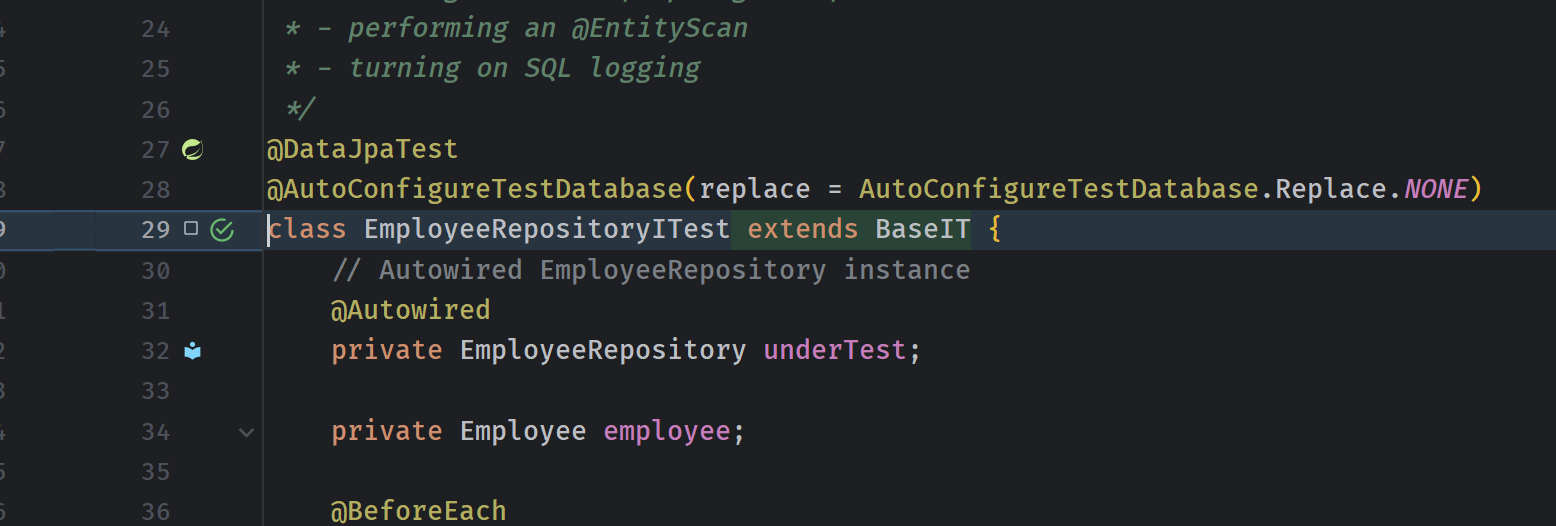 24 * - performing an @EntityScan
25 * - turning on SQL logging
26 */
27 @DataJpaTest
28 @AutoConfigureTestDatabase(replace = AutoConfigureTestDatabase.Replace.NONE)
29 class EmployeeRepositoryITest extends BaseIT {
30 // Autowired EmployeeRepository instance
31 @Autowired
32 private EmployeeRepository underTest;
33
34 private Employee employee;
35
36 @BeforeEach